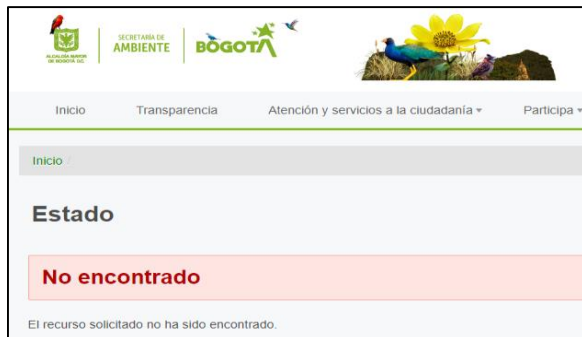 ALCALDÍA MAYOR
DE BOGOTÁ D.C.
SECRETARÍA DE
AMBIENTE
BOGOTÁ
Inicio
Transparencia
Atención y servicios a la ciudadanía
Participa
Inicio /
Estado
No encontrado
El recurso solicitado no ha sido encontrado.